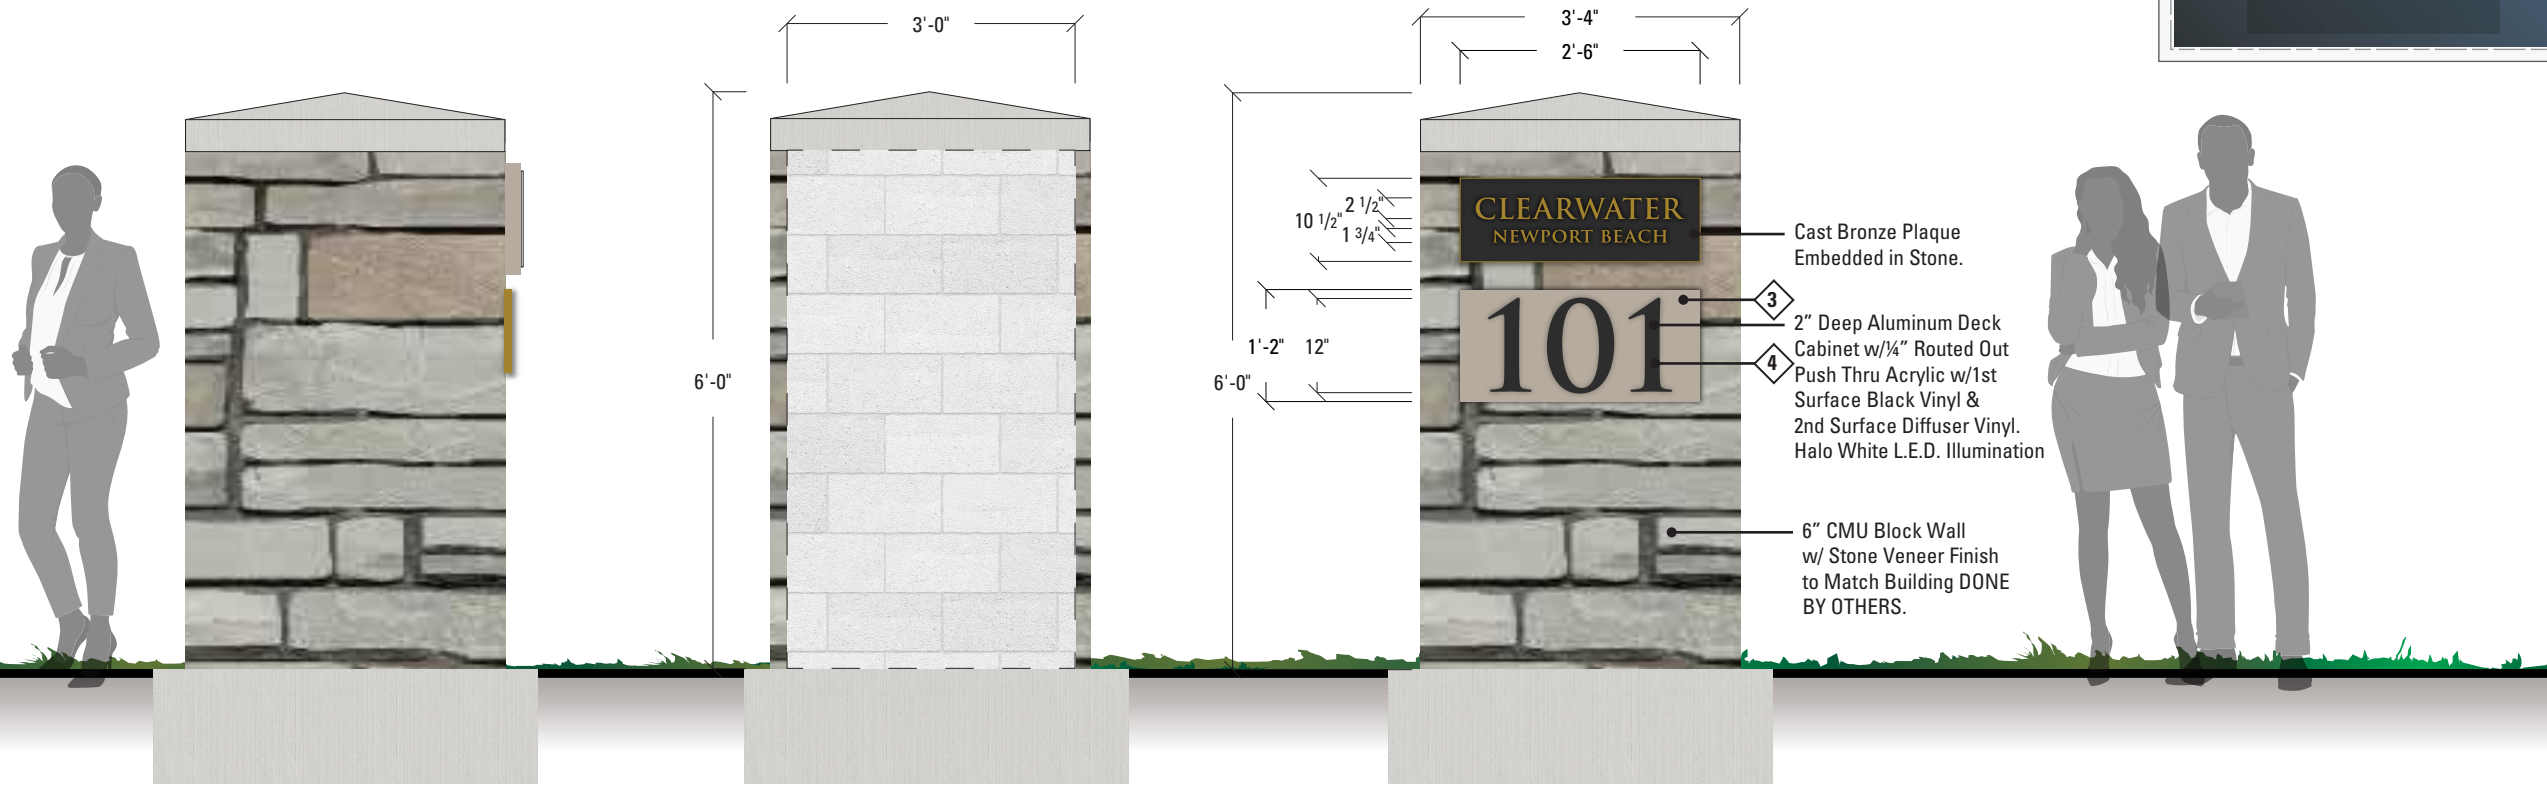 3'-0"
6'-0"
3'-4"
2'-6"
2 1/2"
10 1/2"
1 3/4"
1'-2"
12"
6'-0"
CLEARWATER
NEWPORT BEACH
101
Cast Bronze Plaque
Embedded in Stone.
3
2” Deep Aluminum Deck
Cabinet w/¼” Routed Out
4
Push Thru Acrylic w/1st
Surface Black Vinyl &
2nd Surface Diffuser Vinyl.
Halo White L.E.D. Illumination
6” CMU Block Wall
w/ Stone Veneer Finish
to Match Building DONE
BY OTHERS.